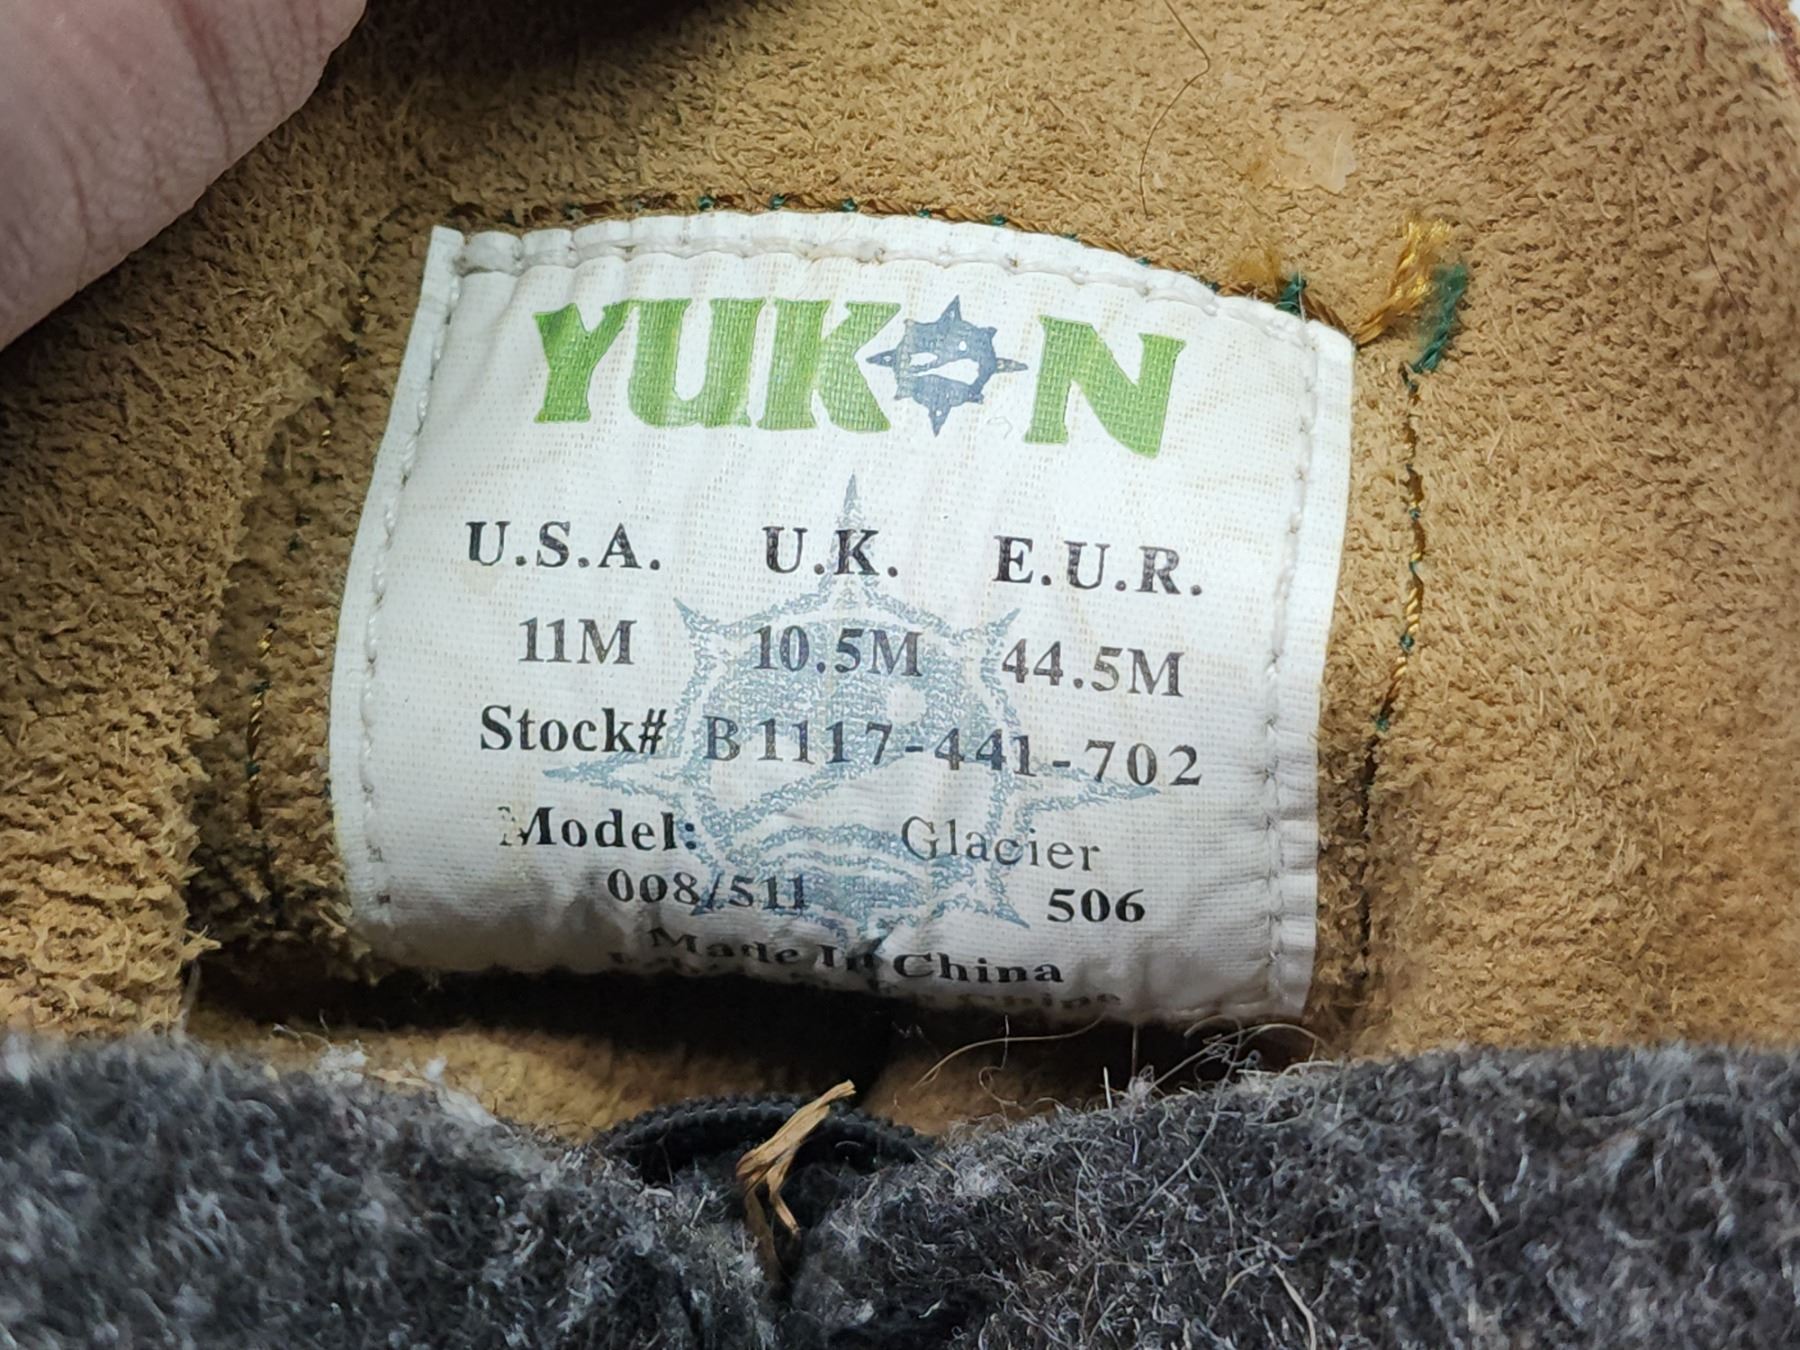 YUKON
U.S.A. U.K. E.U.R.
11M 10.5M 44.5M
Stock# B1117-441-702
Model: Glacier
008/511 506
Made In China